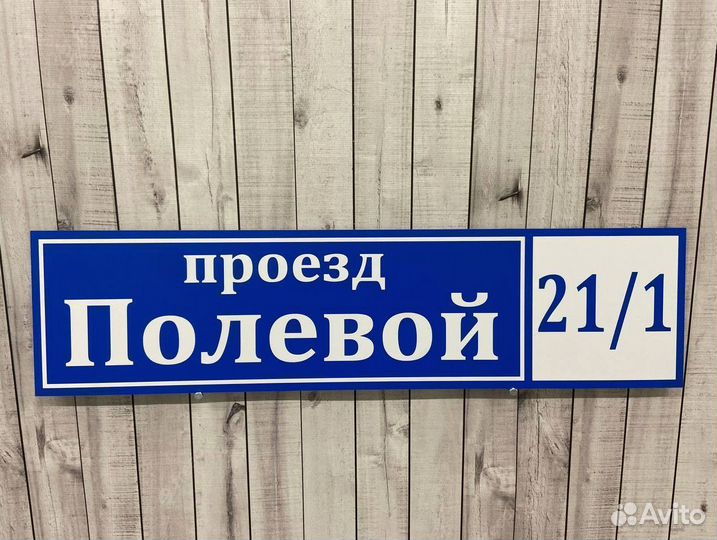 проезд
Полевой
21/1
Avito